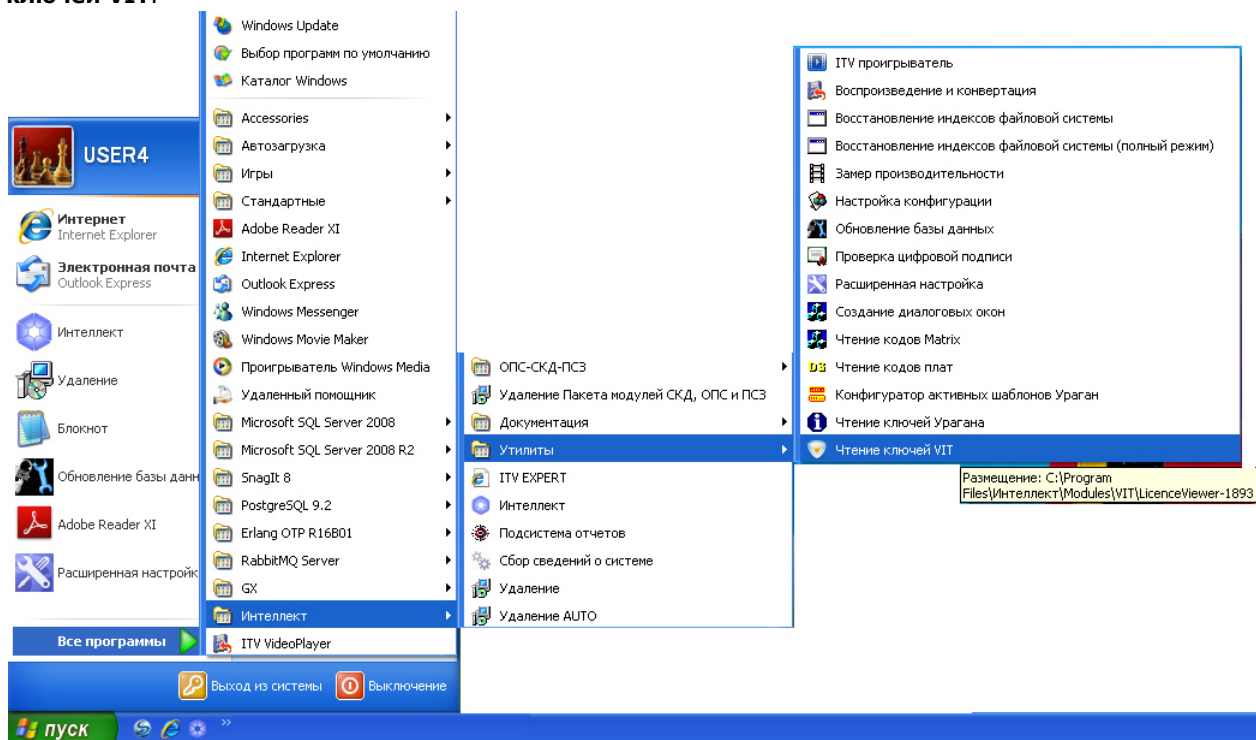 ключей VIT.
USER4
Интернет
Internet Explorer
Электронная почта
Outlook Express
Интеллект
Удаление
Блокнот
Обновление базы данн
Adobe Reader XI
Расширенная настройк
Все программы
Windows Update
Выбор программ по умолчанию
Каталог Windows
Accessories
Автозагрузка
Игры
Стандартные
Adobe Reader XI
Internet Explorer
Outlook Express
Windows Messenger
Windows Movie Maker
Проигрыватель Windows Media
Удаленный помощник
Microsoft SQL Server 2008
Microsoft SQL Server 2008 R2
SnagIt 8
PostgreSQL 9.2
Erlang OTP R16B01
RabbitMQ Server
GX
Интеллект
ITV VideoPlayer
ОПС-СКД-ПСЗ
Удаление Пакета модулей СКД, ОПС и ПСЗ
Документация
Утилиты
ITV EXPERT
Интеллект
Подсистема отчетов
Сбор сведений о системе
Удаление
Удаление AUTO
ITV проигрыватель
Воспроизведение и конвертация
Восстановление индексов файловой системы
Восстановление индексов файловой системы (полный режим)
Замер производительности
Настройка конфигурации
Обновление базы данных
Проверка цифровой подписи
Расширенная настройка
Создание диалоговых окон
Чтение кодов Matrix
Чтение кодов плат
Конфигуратор активных шаблонов Ураган
Чтение ключей Урагана
Чтение ключей VIT
Размещение: C:\Program
Files\Интеллект\Modules\VIT\LicenceViewer-1893
Выход из системы
Выключение
пуск